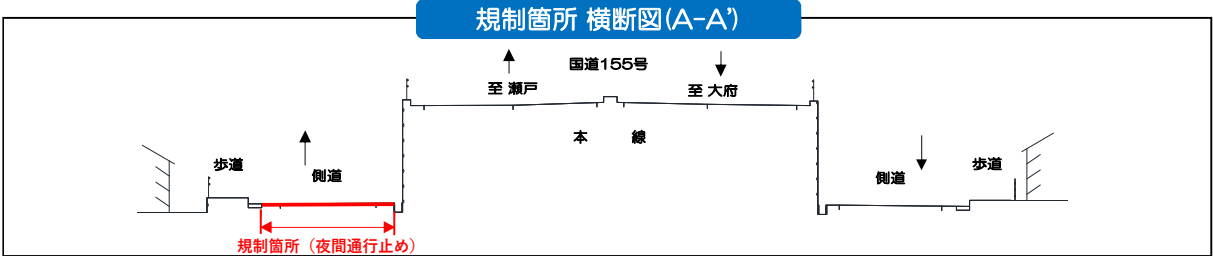 規制箇所 横断図(A-A')
国道155号
至 瀬戸
至 大府
本 線
歩道
側道
側道
歩道
規制箇所（夜間通行止め）